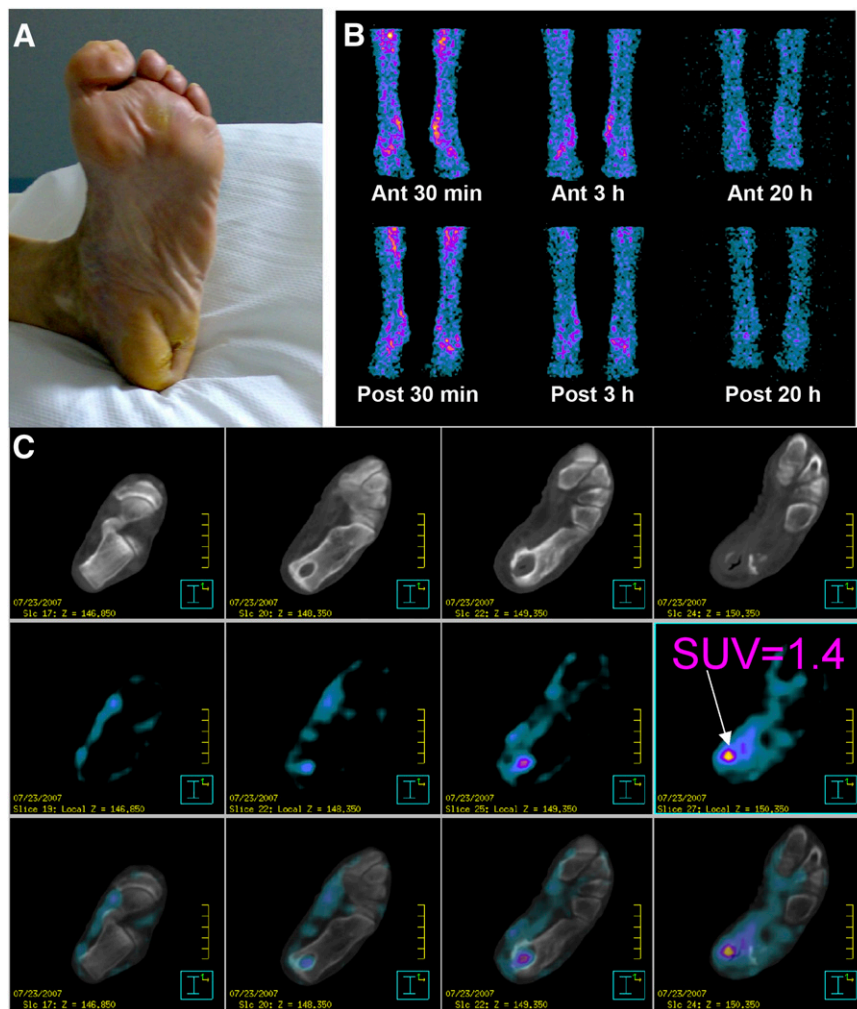 A
B
Ant 30 min
Ant 3 h
Ant 20 h
Post 30 min
Post 3 h
Post 20 h
C
07/23/2007
Slc 17: Z = 146.850
07/23/2007
Slc 20: Z = 148.350
07/23/2007
Slc 22: Z = 149.350
07/23/2007
Slc 24: Z = 150.350
SUV=1.4
07/23/2007
Slice 19: Local Z = 146.850
07/23/2007
Slice 22: Local Z = 148.350
07/23/2007
Slice 25: Local Z = 149.350
07/23/2007
Slice 27: Local Z = 150.350
07/23/2007
Slc 17: Z = 146.850
07/23/2007
Slc 20: Z = 148.350
07/23/2007
Slc 22: Z = 149.350
07/23/2007
Slc 24: Z = 150.350